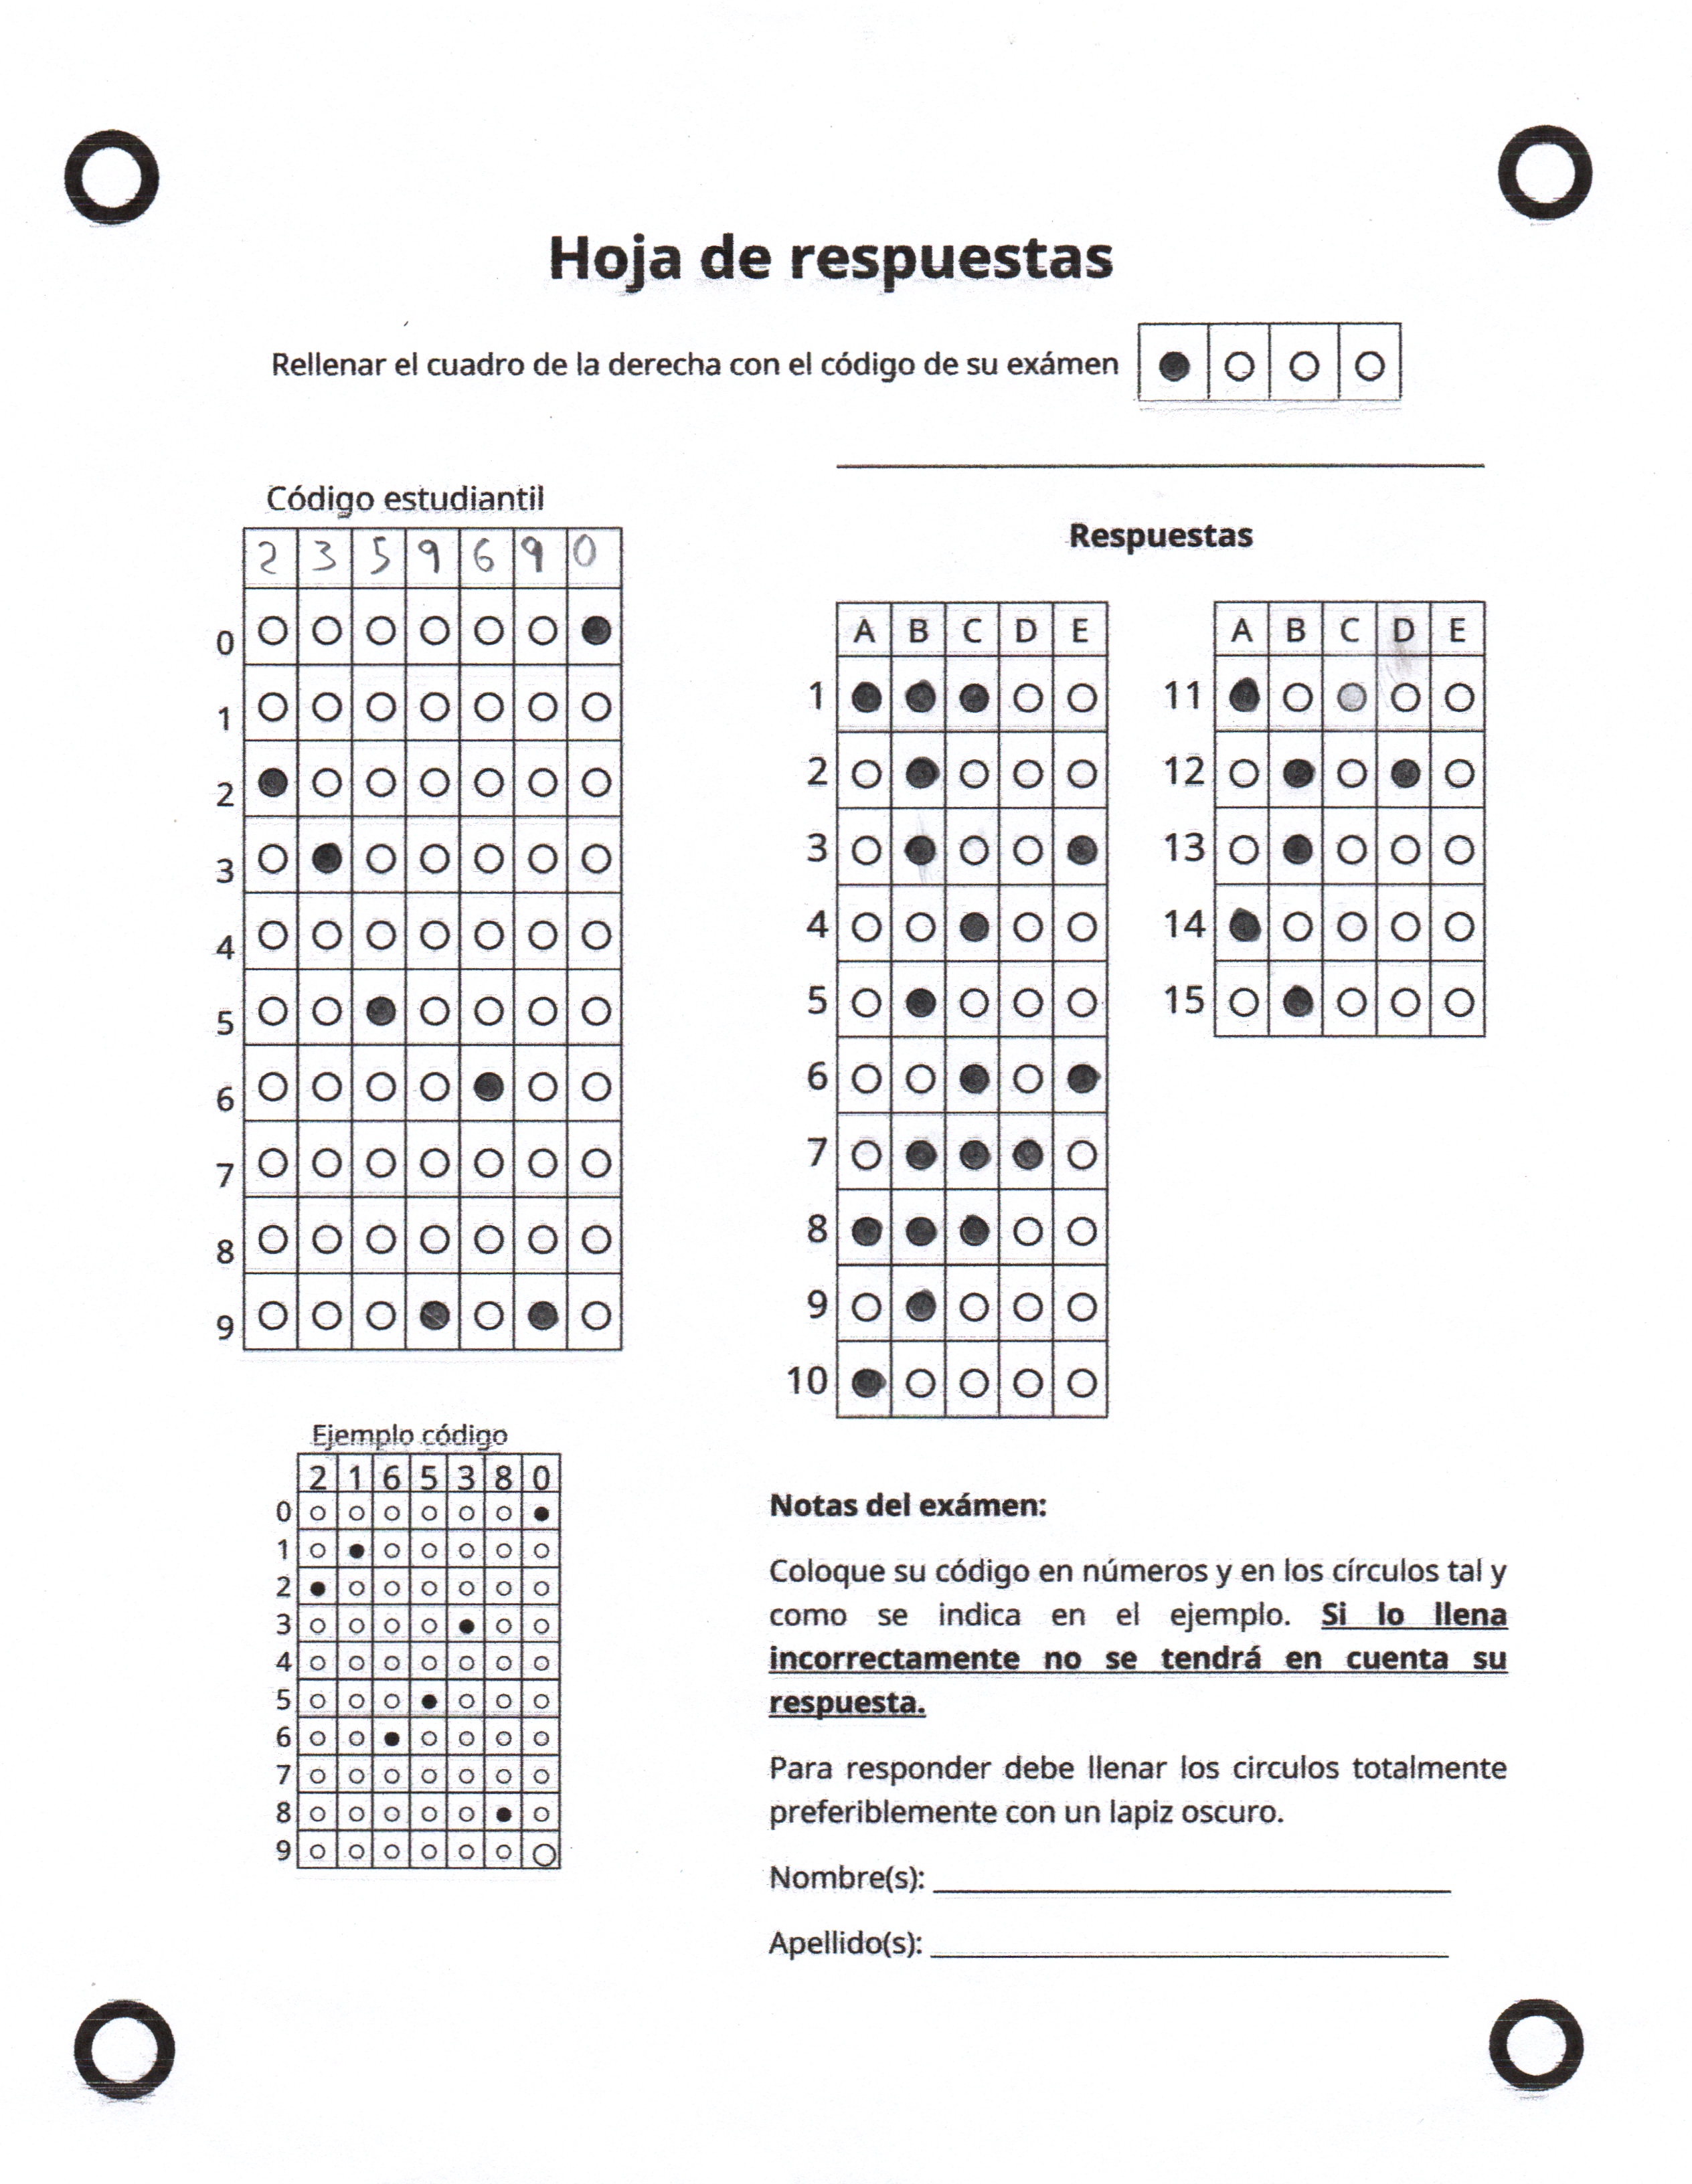 Hoja de respuestas
Rellenar el cuadro de la derecha con el código de su exámen
Código estudiantil
2 3 5 9 6 9 0
0
1
2
3
4
5
6
7
8
9
Ejemplo código
2 1 6 5 3 8 0
0
1
2
3
4
5
6
7
8
9
Respuestas
A B C D E
1
2
3
4
5
6
7
8
9
10
A B C D E
11
12
13
14
15
Notas del exámen:
Coloque su código en números y en los círculos tal y
como se indica en el ejemplo. Si lo llena
incorrectamente no se tendrá en cuenta su
respuesta.
Para responder debe llenar los circulos totalmente
preferiblemente con un lapiz oscuro.
Nombre(s):
Apellido(s):